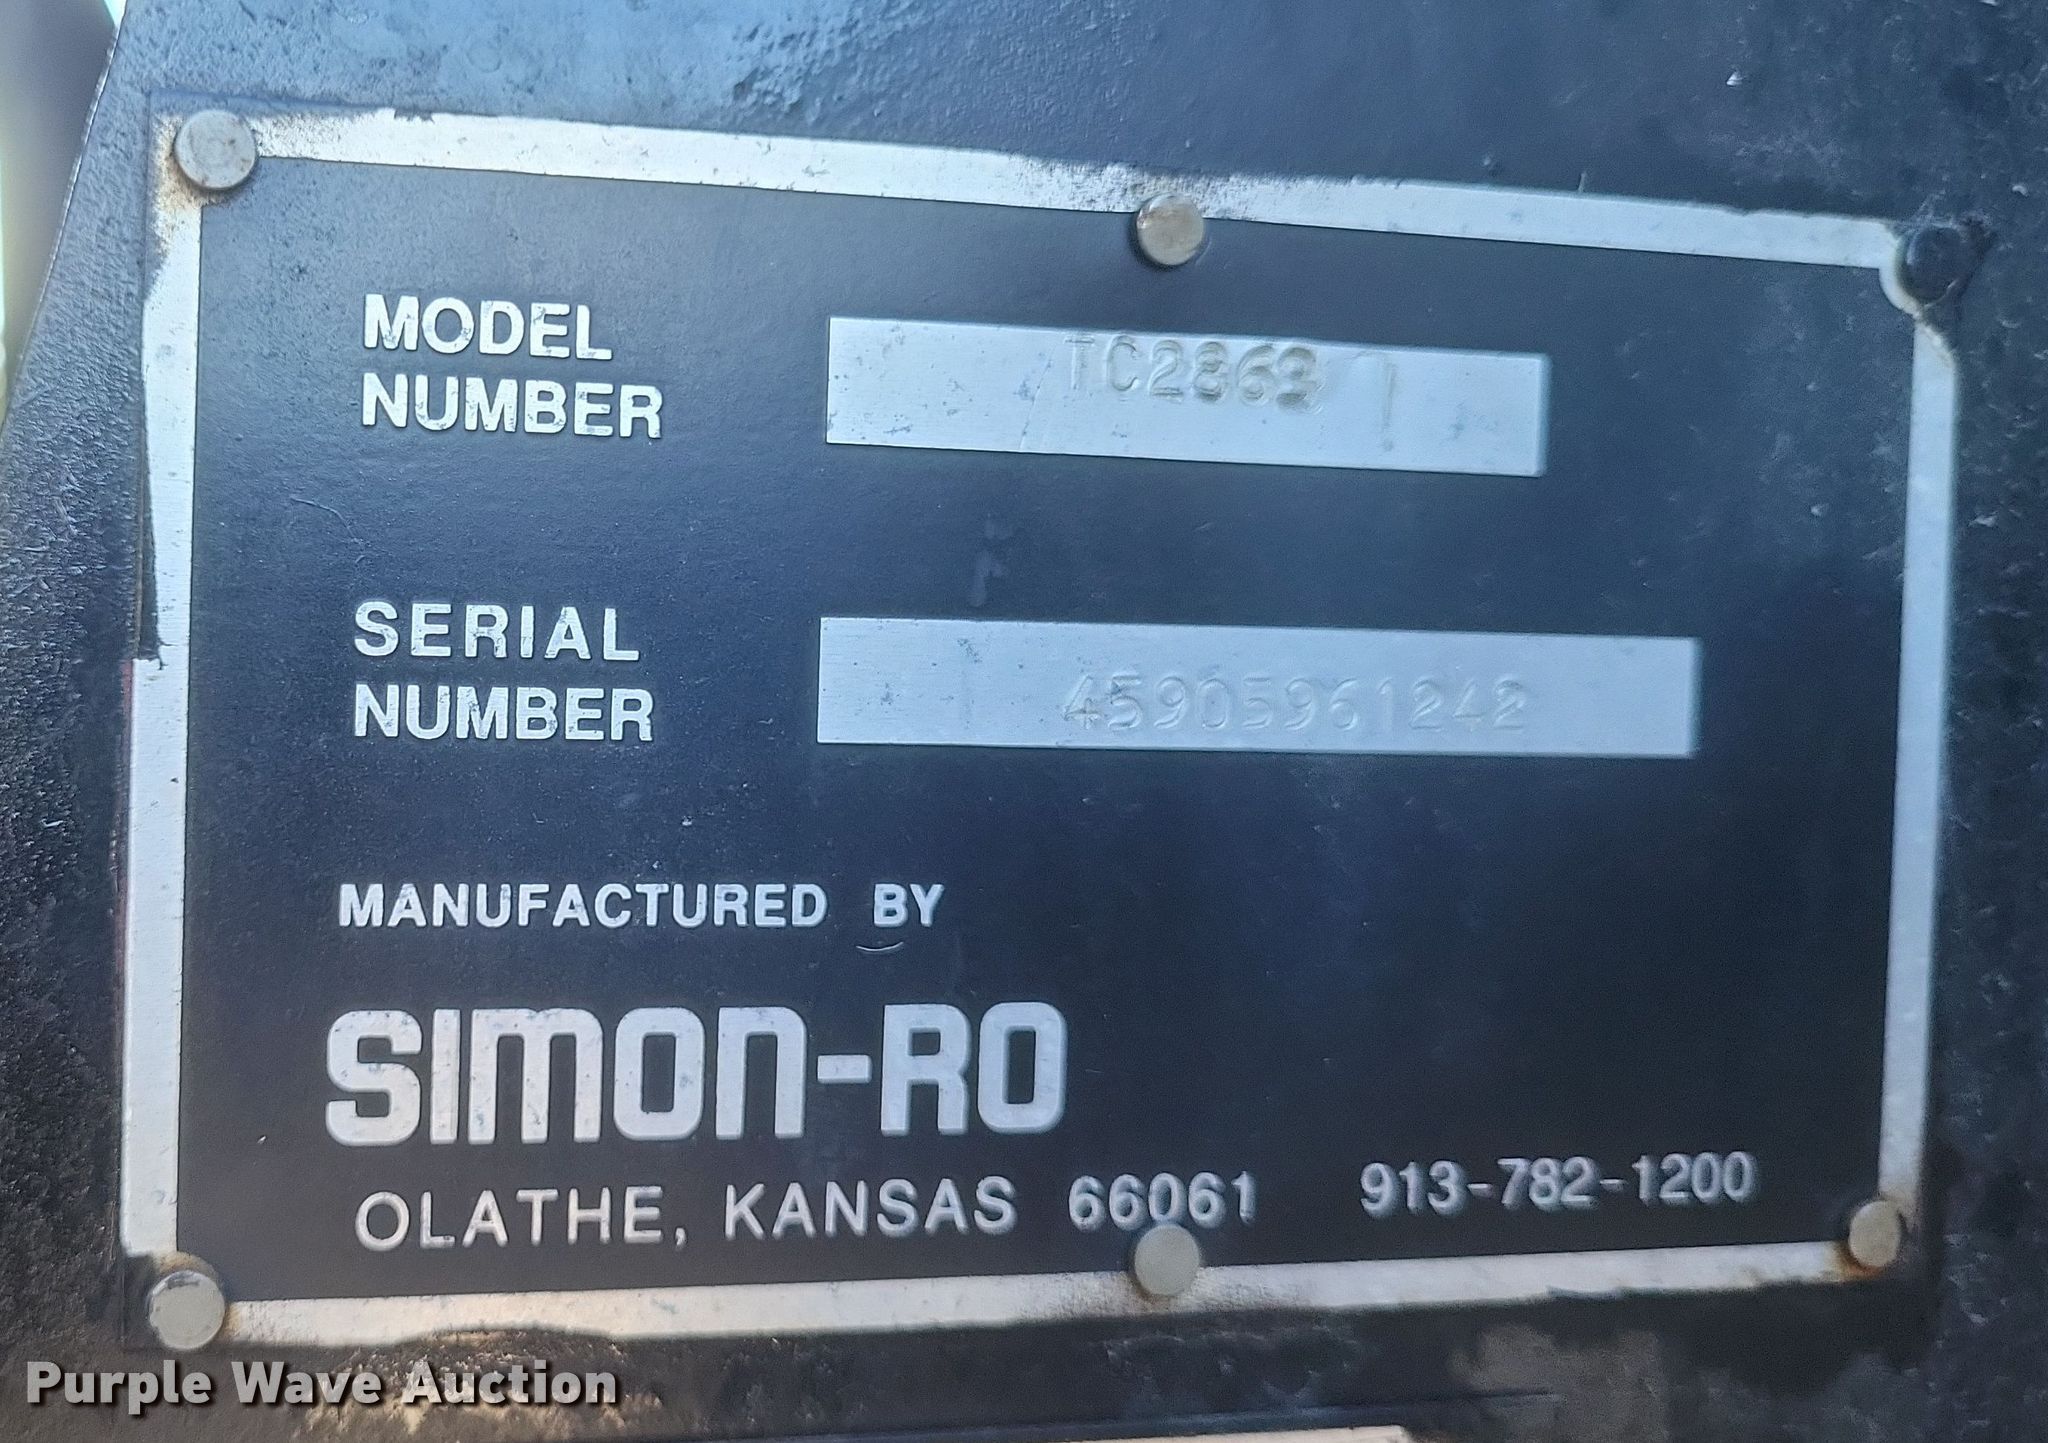 MODEL
NUMBER
TC2863
SERIAL
NUMBER
45905961242
MANUFACTURED BY
SIMON-RO
OLATHE, KANSAS 66061 913-782-1200
Purple Wave Auction